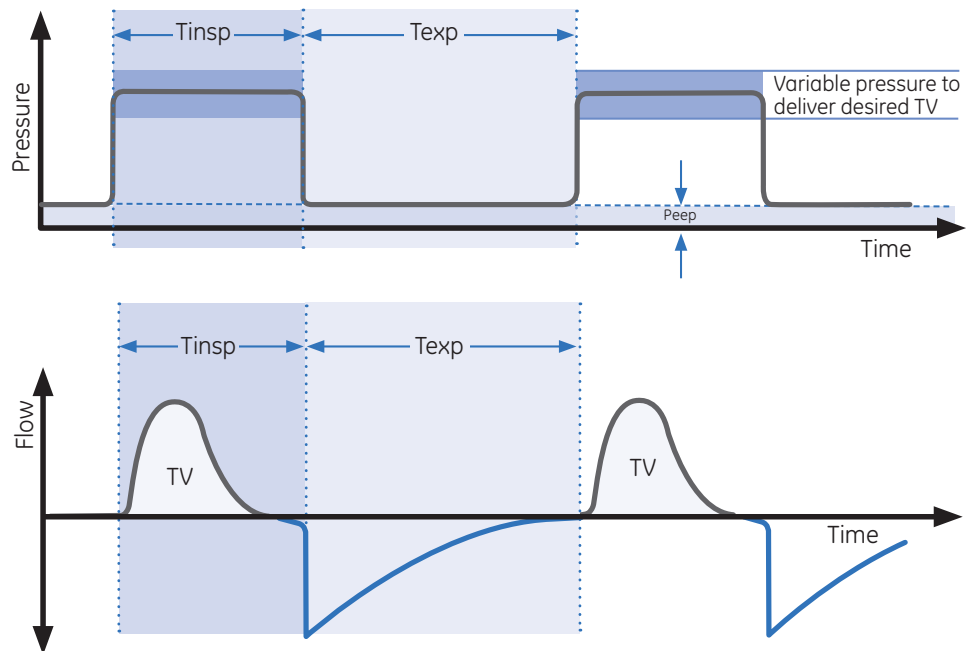 Tinsp
Texp
Pressure
Variable pressure to
deliver desired TV
Peep
Time
Tinsp
Texp
Flow
TV
TV
Time